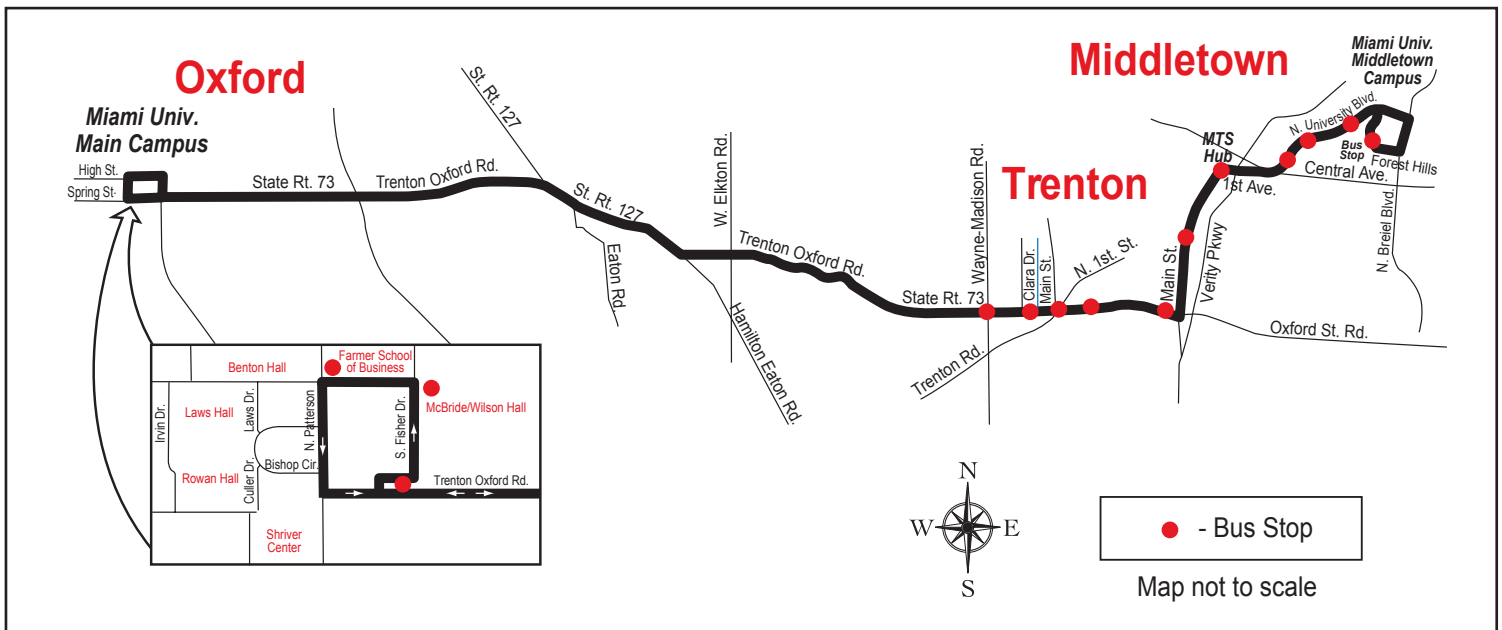 Oxford
Miami Univ.
Main Campus
High St.
Spring St-
State Rt. 73
Trenton Oxford Rd.
St. Rt. 127
St. Rt. 127
Eaton Rd.
W. Elkton Rd.
Hamilton Eaton Rd.
Trenton Oxford Rd.
State Rt. 73
Wayne-Madison Rd.
Trenton
Clara Dr.
Main St.
N. 1st. St.
Trenton Rd.
Main St.
Verity Pkwy
Oxford St. Rd.
Middletown
Miami Univ.
Middletown
Campus
MTS
Hub
N. University Blvd.
Bus
Stop
Forest Hills
Central Ave.
1st Ave.
N. Breiel Blvd.
Benton Hall
Farmer School
of Business
McBride/Wilson Hall
Irvin Dr.
Laws Hall
Laws Dr.
N. Patterson
S. Fisher Dr.
Bishop Cir.
Rowan Hall
Culler Dr.
Trenton Oxford Rd.
Shriver
Center
N
W
E
S
- Bus Stop
Map not to scale